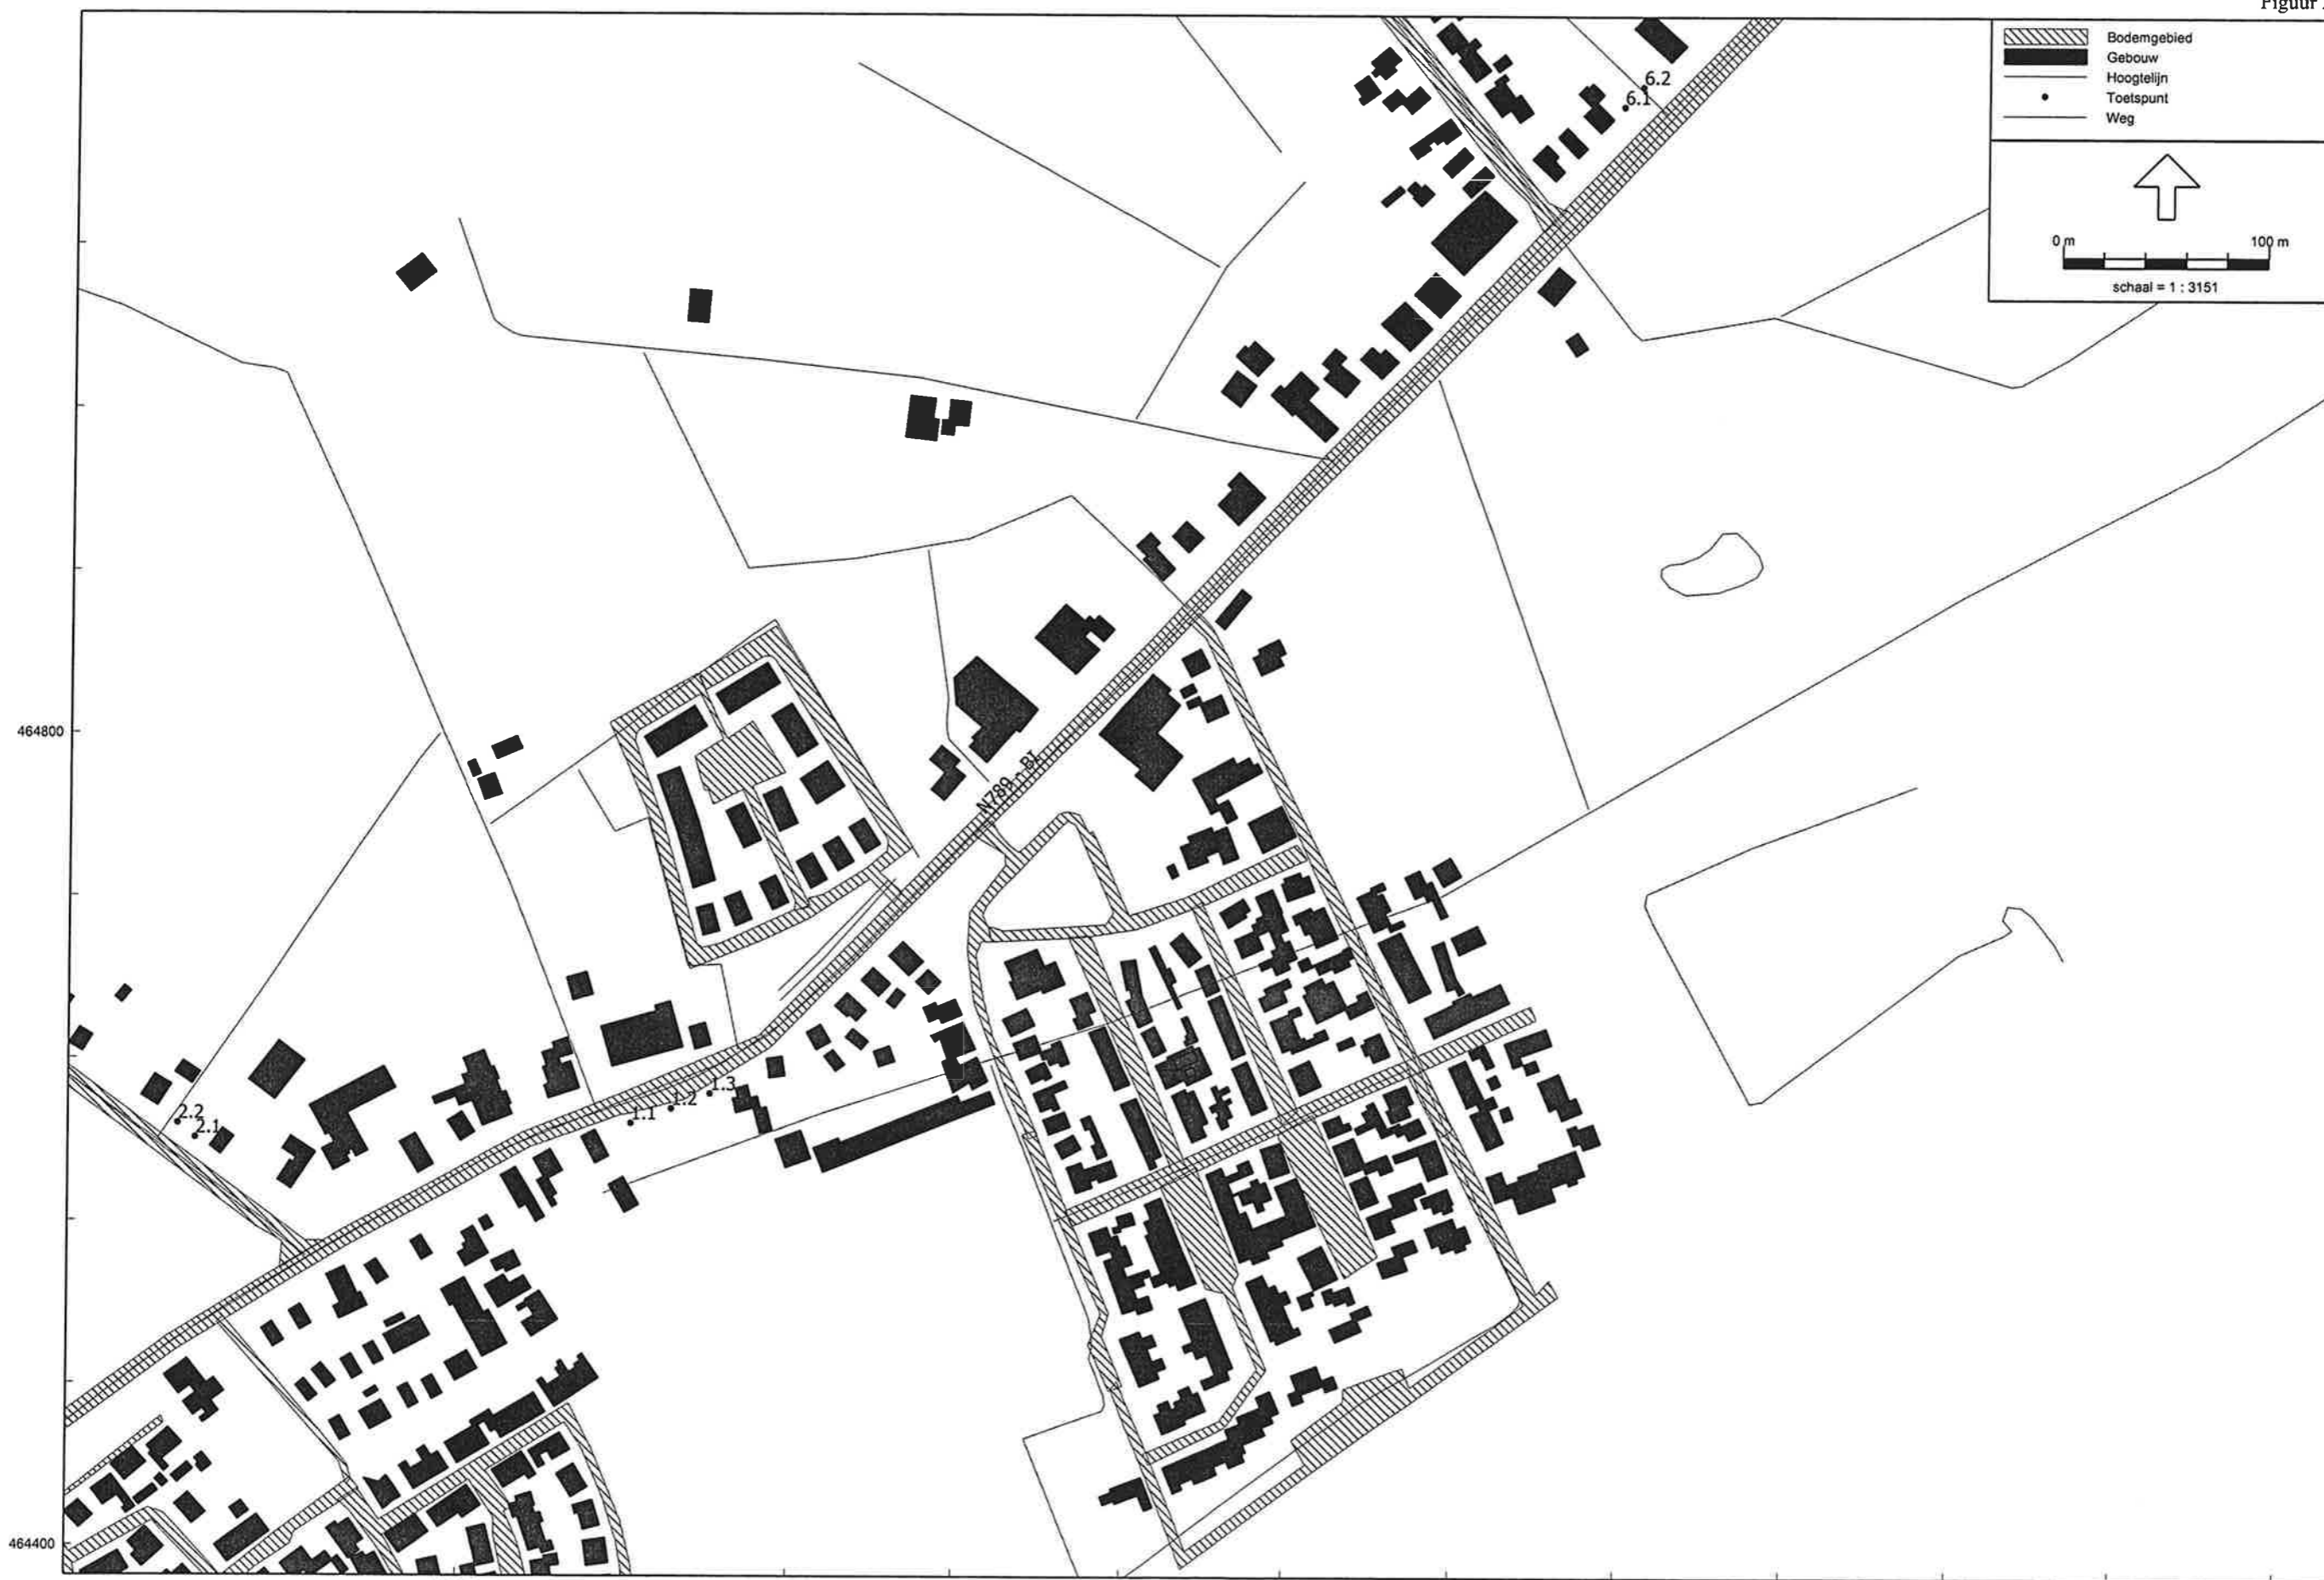 Figuur
Bodemgebied
Gebouw
Hoogtelijn
Toetspunt
Weg
0 m 100 m
schaal = 1 : 3151
6.2
6.1
464800
N789 - BI
1.3
1.2
1.1
2.2
2.1
464400